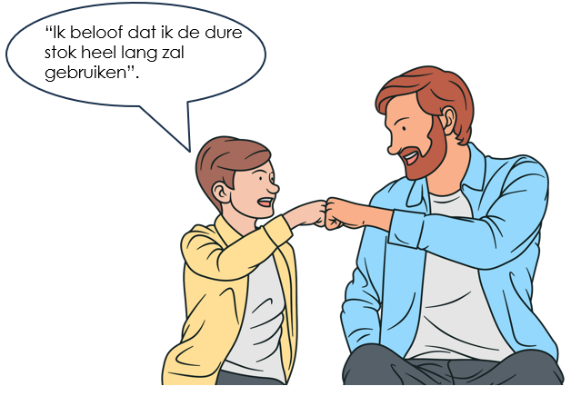 “Ik beloof dat ik de dure
stok heel lang zal
gebruiken”.